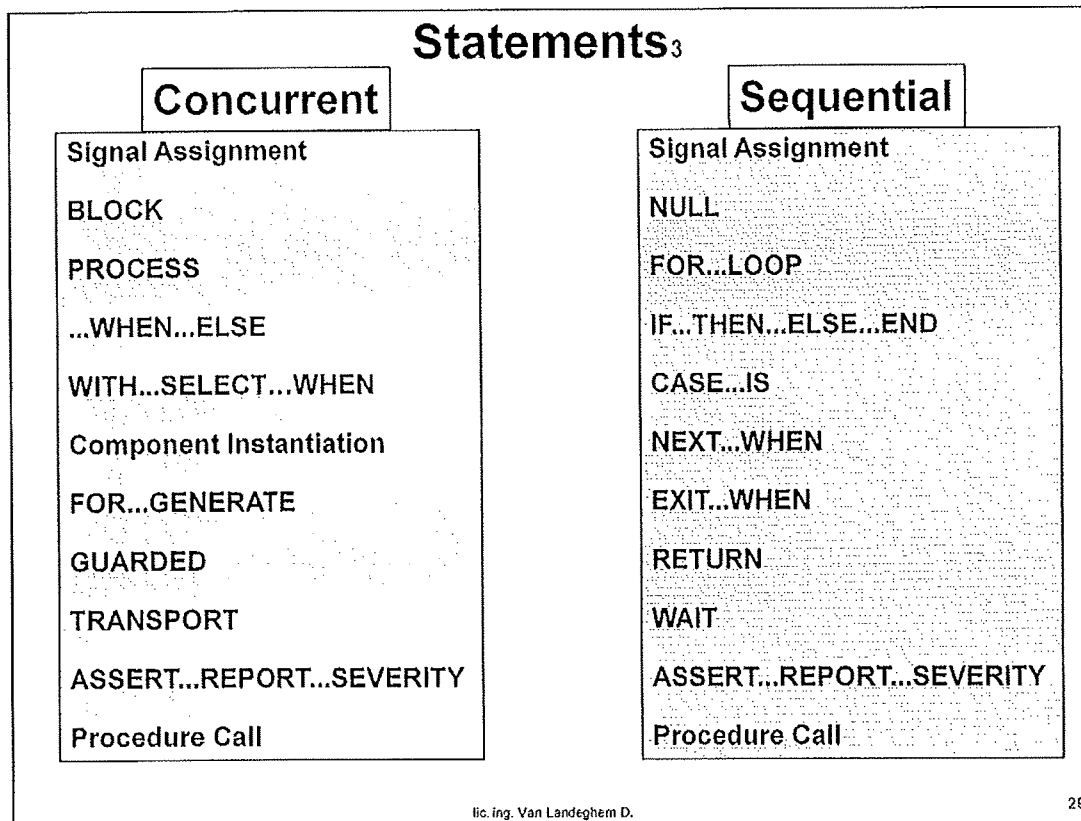 Statements3
Concurrent
Signal Assignment
BLOCK
PROCESS
...WHEN...ELSE
WITH...SELECT...WHEN
Component Instantiation
FOR...GENERATE
GUARDED
TRANSPORT
ASSERT...REPORT...SEVERITY
Procedure Call
Sequential
Signal Assignment
NULL
FOR...LOOP
IF...THEN...ELSE...END
CASE...IS
NEXT...WHEN
EXIT...WHEN
RETURN
WAIT
ASSERT...REPORT...SEVERITY
Procedure Call
lic. ing. Van Landeghem D.